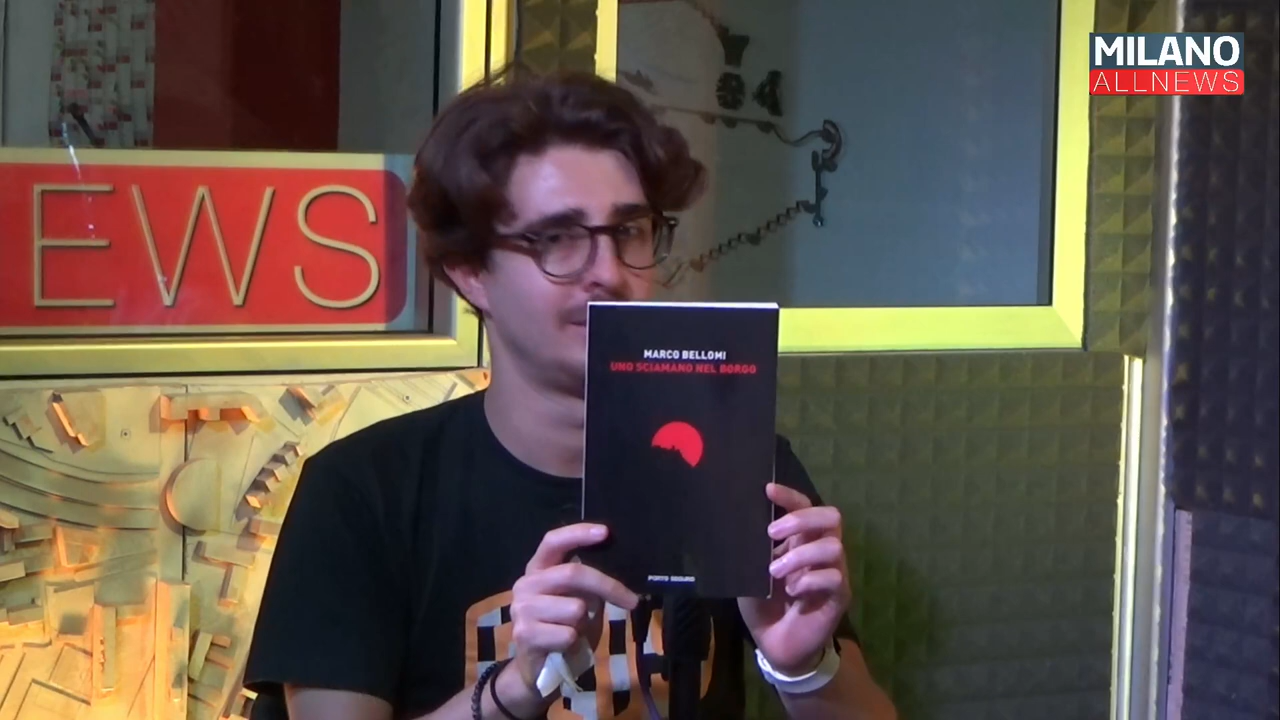 MILANO
ALLNEWS
EWS
MARCO BELLOMI
UNO SCIAMANO NEL BORGO
PORTO SEGURO